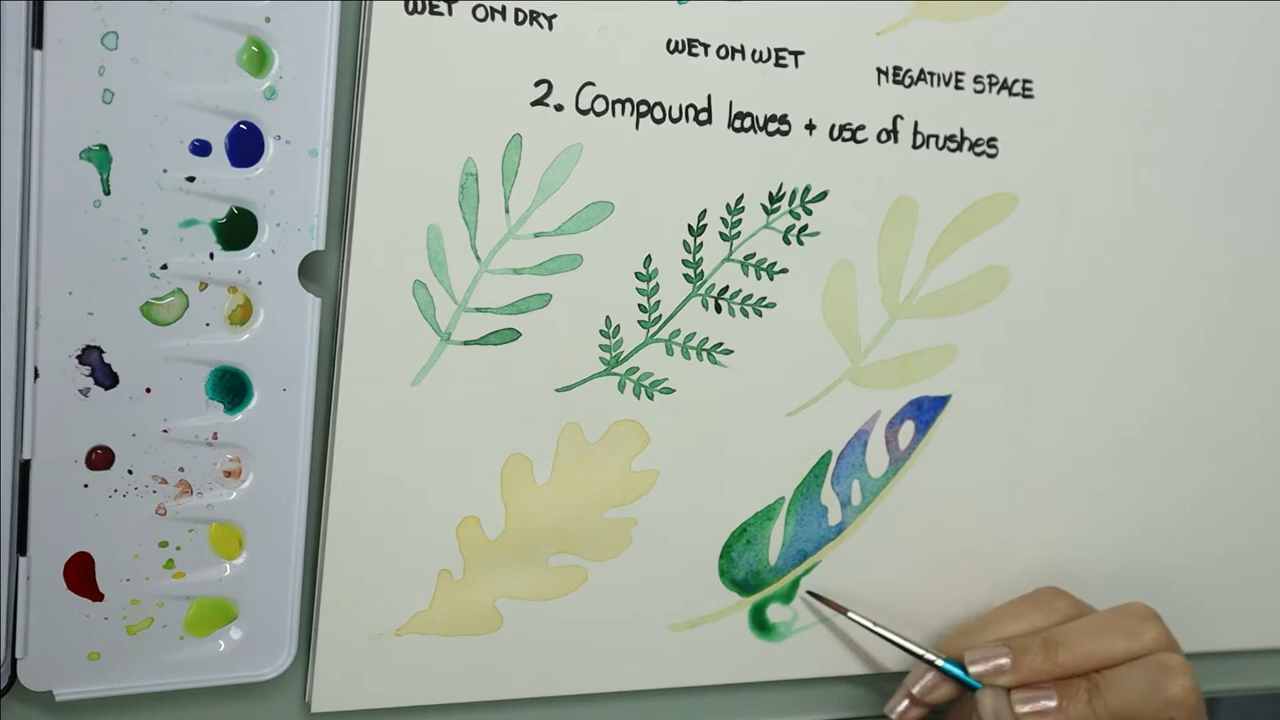 WET ON DRY
WET ON WET
NEGATIVE SPACE
2. Compound leaves + use of brushes